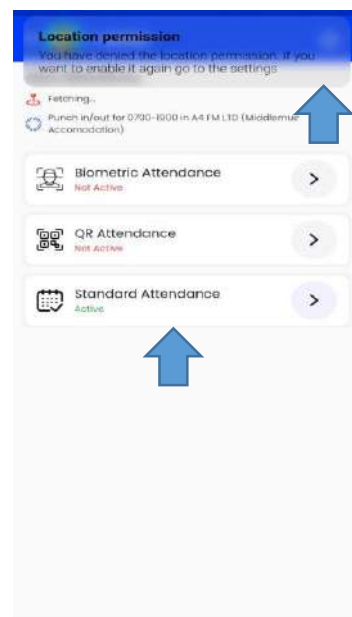 Location permission
You have denied the location permission. If you
want to enable it again go to the settings
Fetching..
Punch in/out for 0700-1900 in A4 FM LTD (Middlemue
Accomodation)
Biometric Attendance
Not Active
QR Attendance
Not Active
Standard Attendance
Active